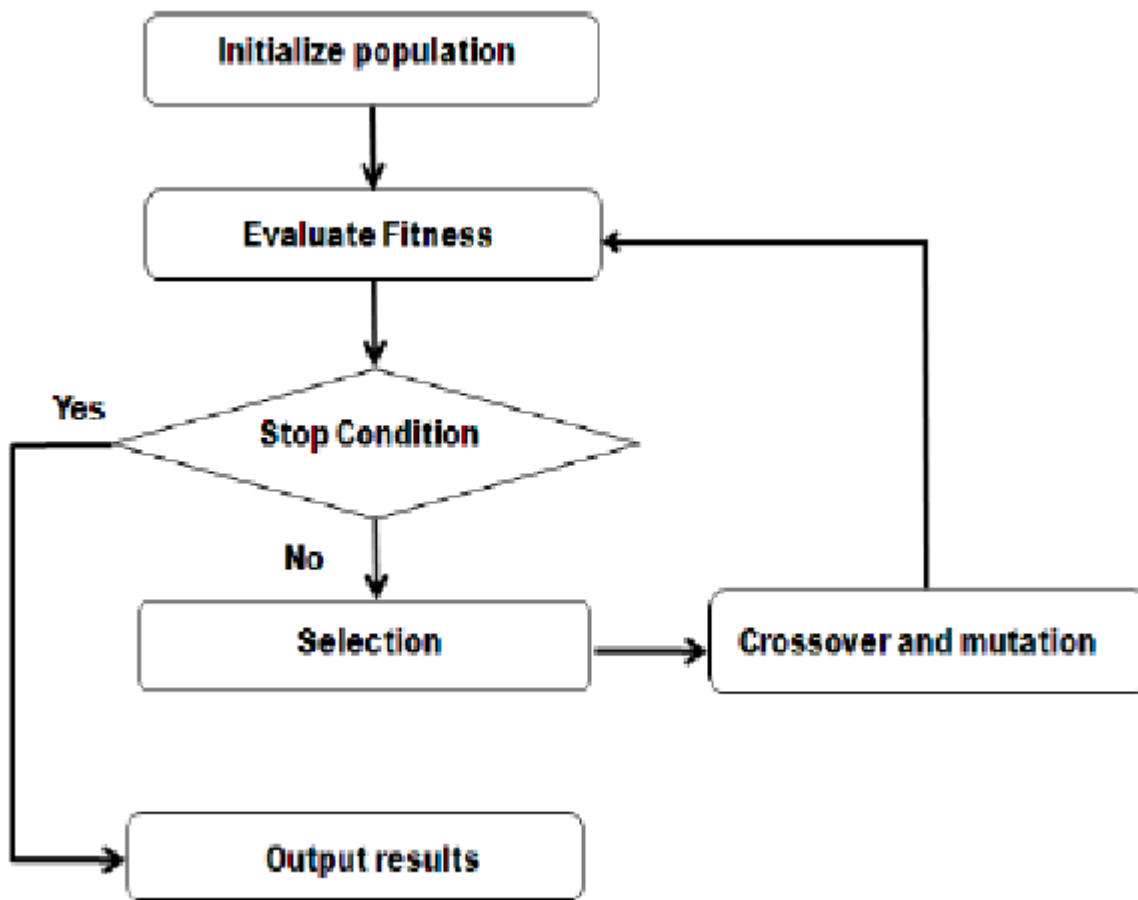 Initialize population
Evaluate Fitness
Yes
Stop Condition
No
Selection
Crossover and mutation
Output results